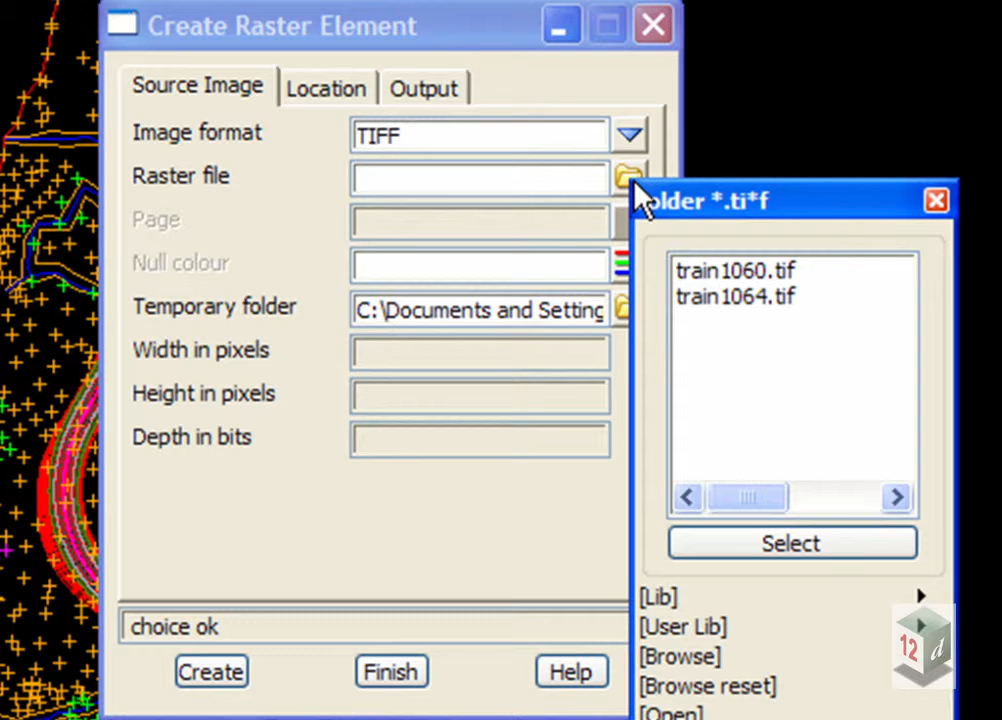 Create Raster Element
Source Image
Location
Output
Image format
TIFF
Raster file
Page
Null colour
Temporary folder
C:\Documents and Setting
Width in pixels
Height in pixels
Depth in bits
choice ok
Create
Finish
Help
older *.ti*f
train1060.tif
train1064.tif
Select
[Lib]
[User Lib]
[Browse]
[Browse reset]
[Open]
12 d